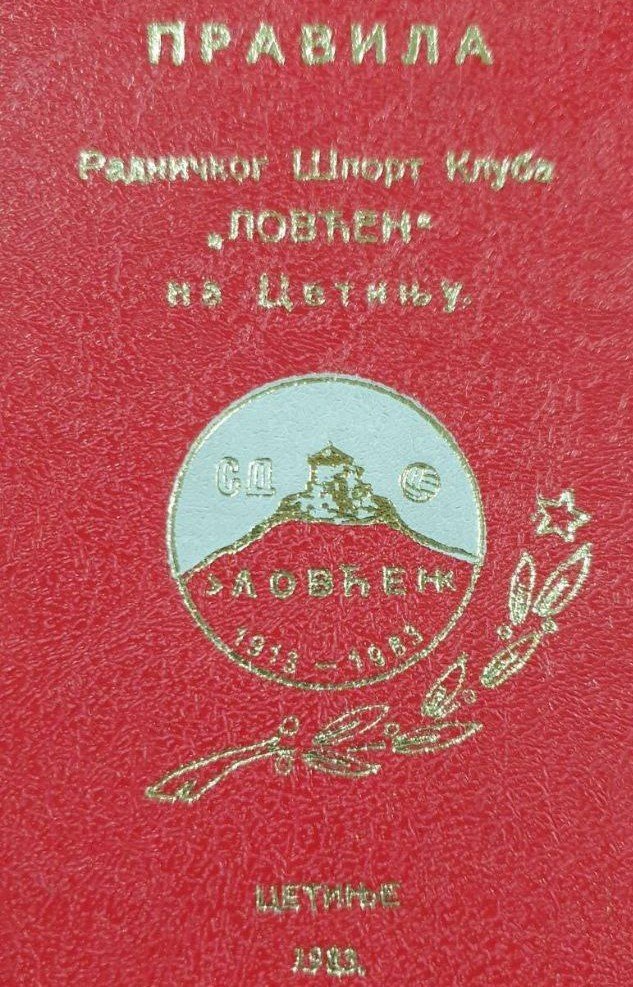 ПРАВИЛА
Радничког Шпорт Клуба
„ЛОВЋЕН“
на Цетињу.
СД
»ЛОВЋЕН«
1913 — 1983
ЦЕТИЊЕ
1983.